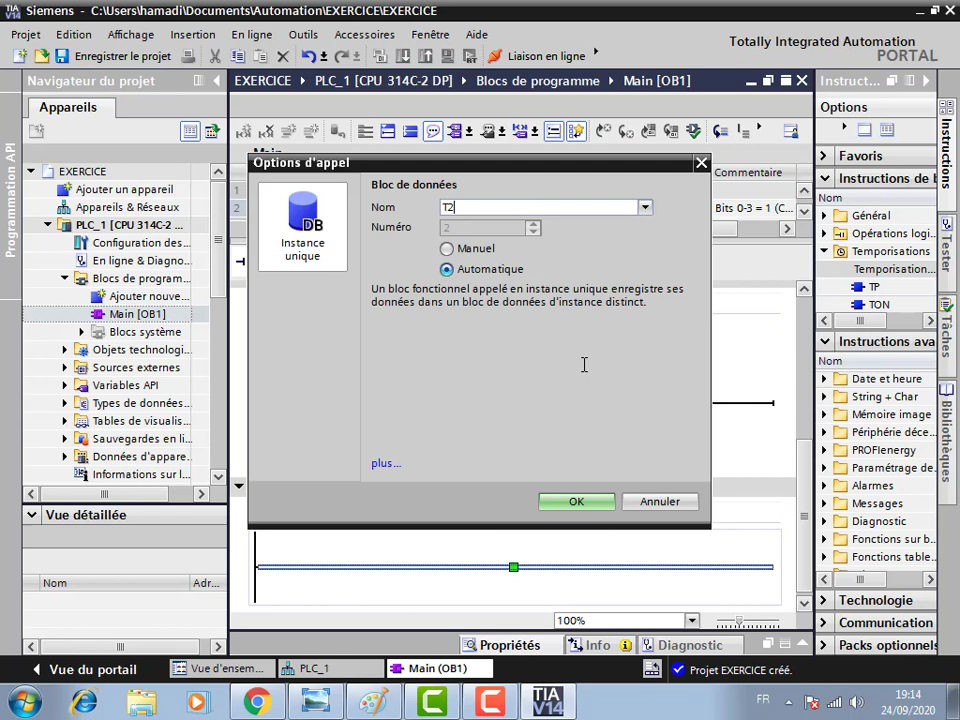 TIA
V14
Siemens - C:\Users\hamadi\Documents\Automation\EXERCICE\EXERCICE
Projet Edition Affichage Insertion En ligne Outils Accessoires Fenêtre Aide
Enregistrer le projet
Liaison en ligne
Totally Integrated Automation
PORTAL
Navigateur du projet
EXERCICE PLC_1 [CPU 314C-2 DP] Blocs de programme Main [OB1]
Instruct...
Programmation API
Appareils
Options
EXERCICE
Ajouter un appareil
Appareils & Réseaux
PLC_1 [CPU 314C-2 ...
Configuration des...
En ligne & Diagno...
Blocs de program...
Ajouter nouve...
Main [OB1]
Blocs système
Objets technologi...
Sources externes
Variables API
Types de données...
Tables de visualis...
Sauvegardes en li...
Données d'appare...
Informations sur l...
Vue détaillée
Nom Adr...
1
2
Commentaire
Bits 0-3 = 1 (C...
Options d'appel
DB
Instance
unique
Bloc de données
Nom T2
Numéro 2
Manuel
Automatique
Un bloc fonctionnel appelé en instance unique enregistre ses
données dans un bloc de données d'instance distinct.
plus...
OK Annuler
Favoris
Instructions de b
Nom
Général
Opérations logi...
Temporisations
Temporisation...
TP
TON
Instructions ava
Nom
Date et heure
String + Char
Mémoire image
Périphérie déce...
PROFIenergy
Paramétrage de
Alarmes
Messages
Diagnostic
Fonctions sur b
Fonctions table...
Technologie
Communication
Packs optionnels
Instructions
Tester
Tâches
Bibliothèques
100%
Propriétés Info Diagnostic
Vue du portail
Vue d'ensem... PLC_1 Main (OB1)
Projet EXERCICE créé.
TIA
V14
FR
19:14
24/09/2020